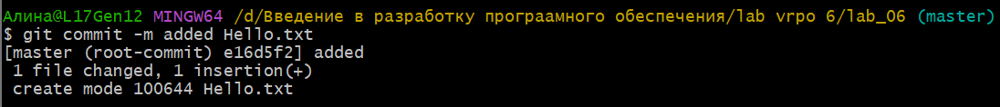 Алина@L17Gen12 MINGW64 /d/Введение в разработку програамного обеспечения/lab vrpo 6/lab_06 (master)
$ git commit -m added Hello.txt
[master (root-commit) e16d5f2] added
 1 file changed, 1 insertion(+)
 create mode 100644 Hello.txt